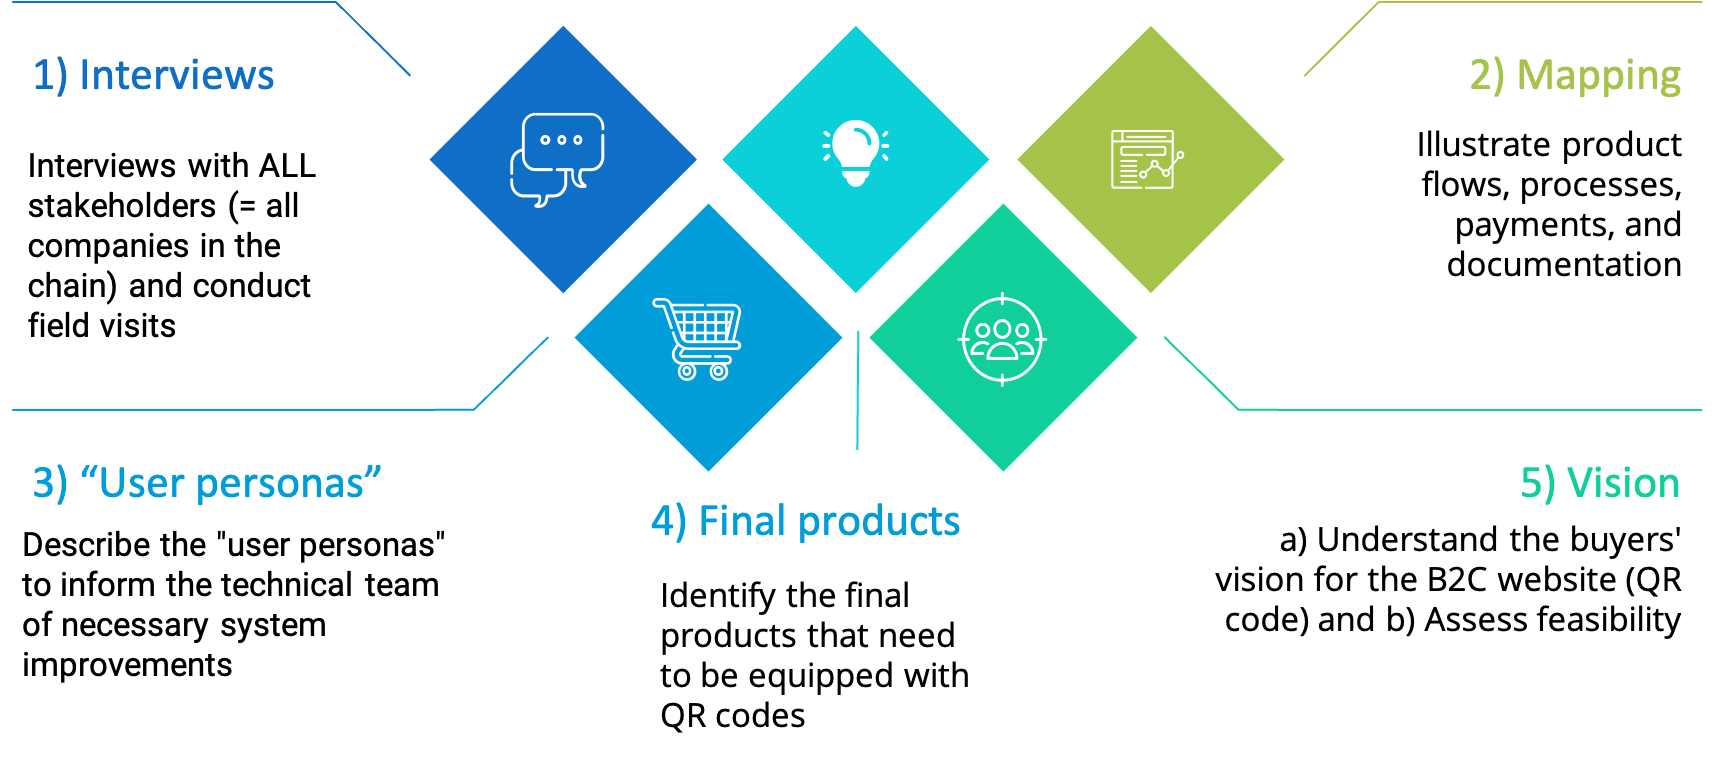 1) Interviews
Interviews with ALL
stakeholders (= all
companies in the
chain) and conduct
field visits
2) Mapping
Illustrate product
flows, processes,
payments, and
documentation
3) “User personas”
Describe the "user personas"
to inform the technical team
of necessary system
improvements
4) Final products
Identify the final
products that need
to be equipped with
QR codes
5) Vision
a) Understand the buyers'
vision for the B2C website (QR
code) and b) Assess feasibility